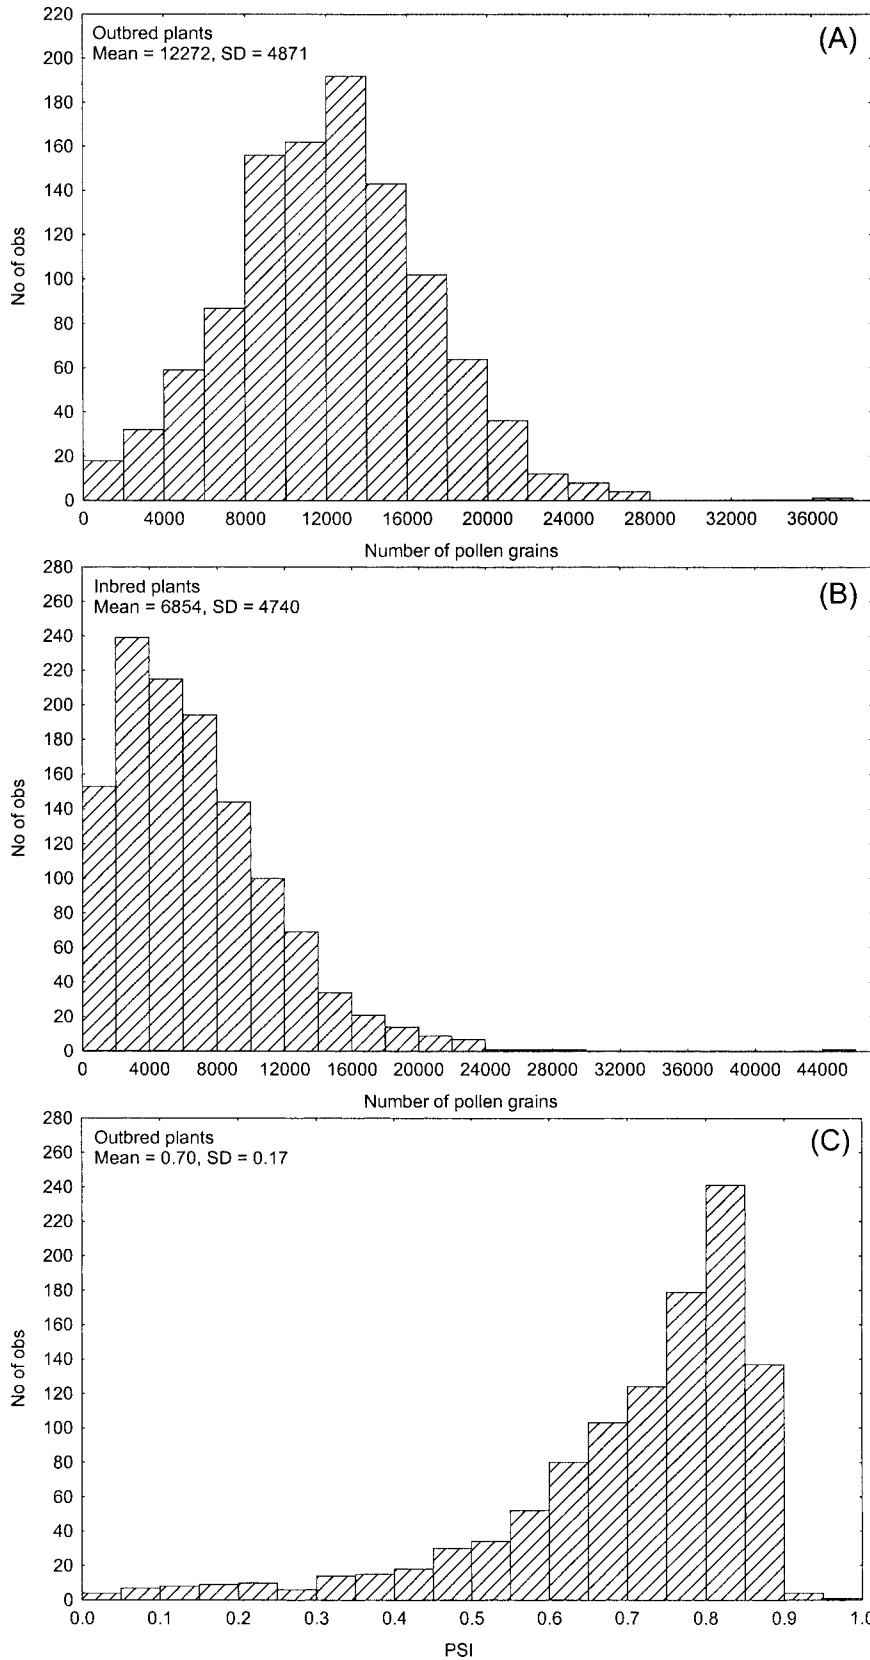 (A)
Outbred plants
Mean = 12272, SD = 4871
220
200
180
160
140
120
100
80
60
40
20
0
No of obs
0 4000 8000 12000 16000 20000 24000 28000 32000 36000
Number of pollen grains
(B)
Inbred plants
Mean = 6854, SD = 4740
280
260
240
220
200
180
160
140
120
100
80
60
40
20
0
No of obs
0 4000 8000 12000 16000 20000 24000 28000 32000 36000 40000 44000
Number of pollen grains
(C)
Outbred plants
Mean = 0.70, SD = 0.17
280
260
240
220
200
180
160
140
120
100
80
60
40
20
0
No of obs
0.0 0.1 0.2 0.3 0.4 0.5 0.6 0.7 0.8 0.9 1.0
PSI